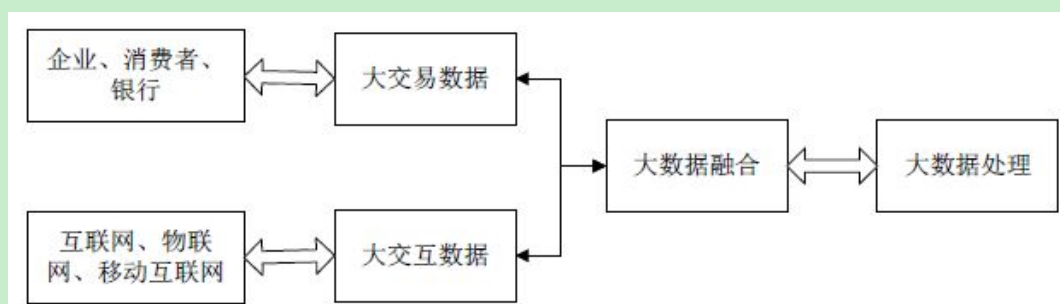 企业、消费者、
银行
大交易数据
大数据融合
大数据处理
互联网、物联
网、移动互联网
大交互数据